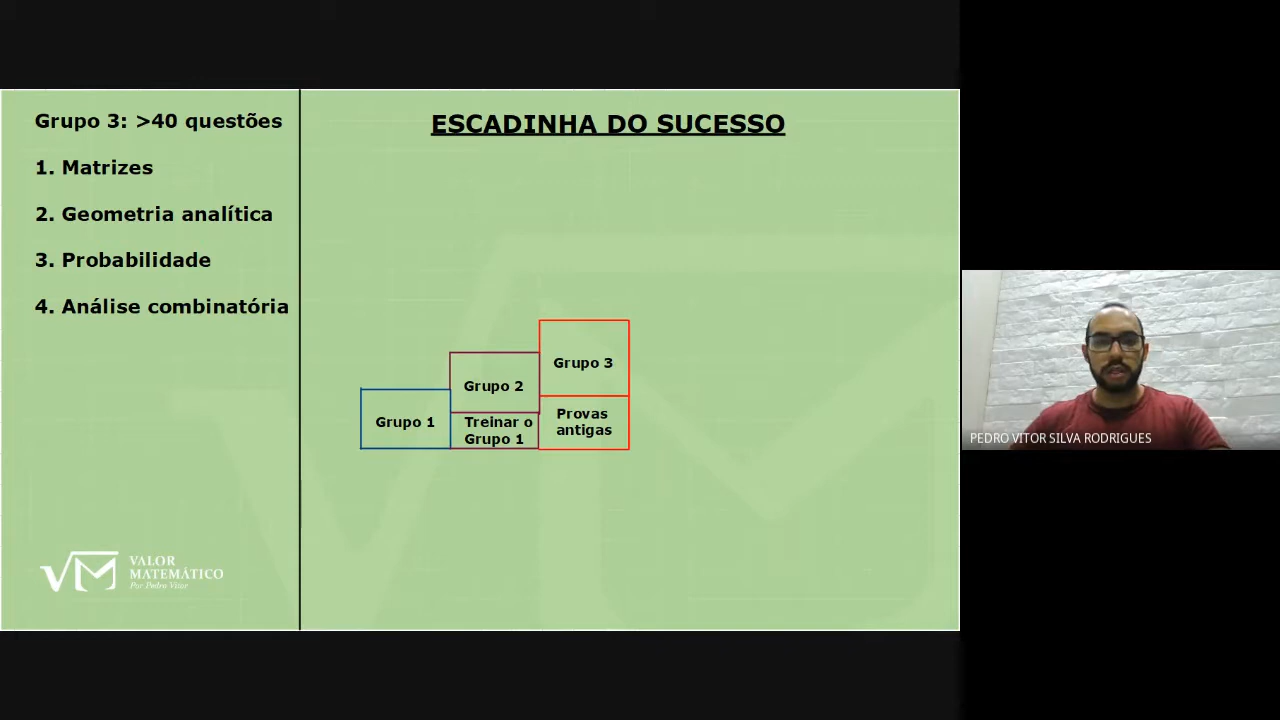 Grupo 3: >40 questões
1. Matrizes
2. Geometria analítica
3. Probabilidade
4. Análise combinatória
VALOR
MATEMÁTICO
Por Pedro Vitor
ESCADINHA DO SUCESSO
Grupo 1
Grupo 2
Treinar o
Grupo 1
Grupo 3
Provas
antigas
PEDRO VITOR SILVA RODRIGUES